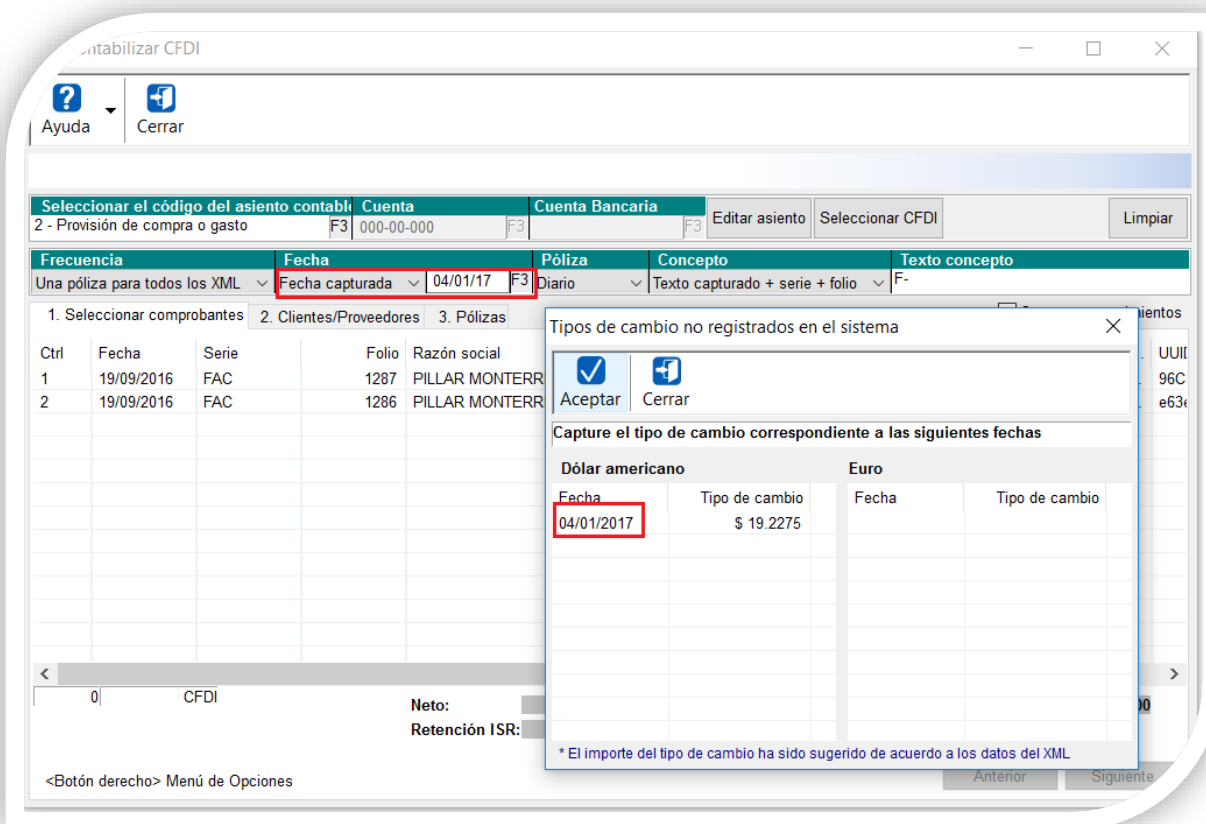 ntabilizar CFDI
Ayuda Cerrar
Seleccionar el código del asiento contabl Cuenta Cuenta Bancaria
2 - Provisión de compra o gasto F3 000-00-000 F3 F3 Editar asiento Seleccionar CFDI Limpiar
Frecuencia Fecha Póliza Concepto Texto concepto
Una póliza para todos los XML Fecha capturada 04/01/17 F3 Diario Texto capturado + serie + folio F-
1. Seleccionar comprobantes 2. Clientes/Proveedores 3. Pólizas
Ctrl Fecha Serie Folio Razón social UUI
1 19/09/2016 FAC 1287 PILLAR MONTERR 96C
2 19/09/2016 FAC 1286 PILLAR MONTERR e63
0 CFDI
Neto:
Retención ISR:
<Botón derecho> Menú de Opciones
Anterior Siguiente
Tipos de cambio no registrados en el sistema
Aceptar Cerrar
Capture el tipo de cambio correspondiente a las siguientes fechas
Dólar americano Euro
Fecha Tipo de cambio Fecha Tipo de cambio
04/01/2017 $ 19.2275
* El importe del tipo de cambio ha sido sugerido de acuerdo a los datos del XML